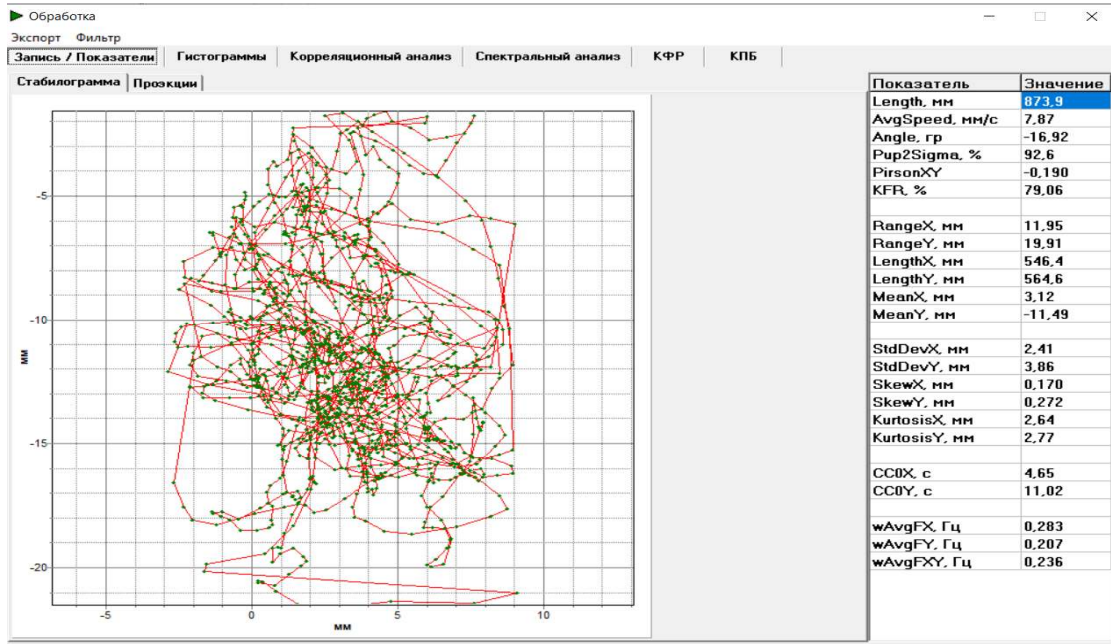 Обработка
Экспорт Фильтр
Запись / Показатели Гистограммы Корреляционный анализ Спектральный анализ КФР КПБ
Стабилограмма Проэкции
Показатель Значение
Length, мм 873,9
AvgSpeed, мм/с 7,87
Angle, гр -16,92
Pup2Sigma, % 92,6
PirsonXY -0,190
KFR, % 79,06
RangeX, мм 11,95
RangeY, мм 19,91
LengthX, мм 546,4
LengthY, мм 564,6
MeanX, мм 3,12
MeanY, мм -11,49
StdDevX, мм 2,41
StdDevY, мм 3,86
SkewX, мм 0,170
SkewY, мм 0,272
KurtosisX, мм 2,64
KurtosisY, мм 2,77
CC0X, с 4,65
CC0Y, с 11,02
wAvgFX, Гц 0,283
wAvgFY, Гц 0,207
wAvgFXY, Гц 0,236
-5
-10
-15
-20
мм
-5 0 5 10
мм